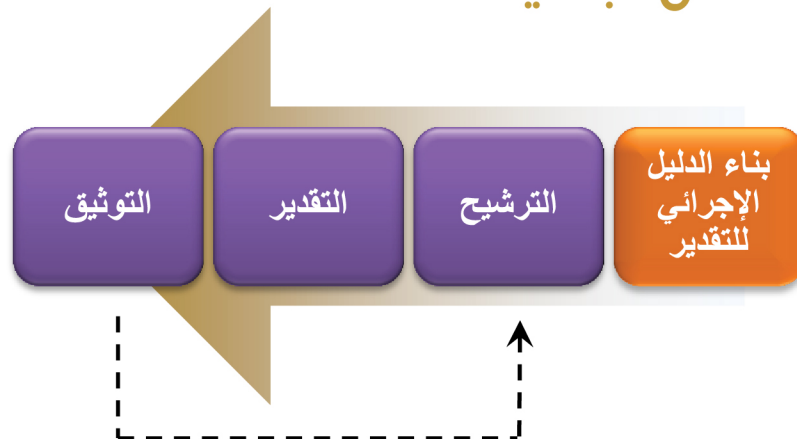 بناء الدليل
الإجرائي
للتقدير
الترشيح
التقدير
التوثيق